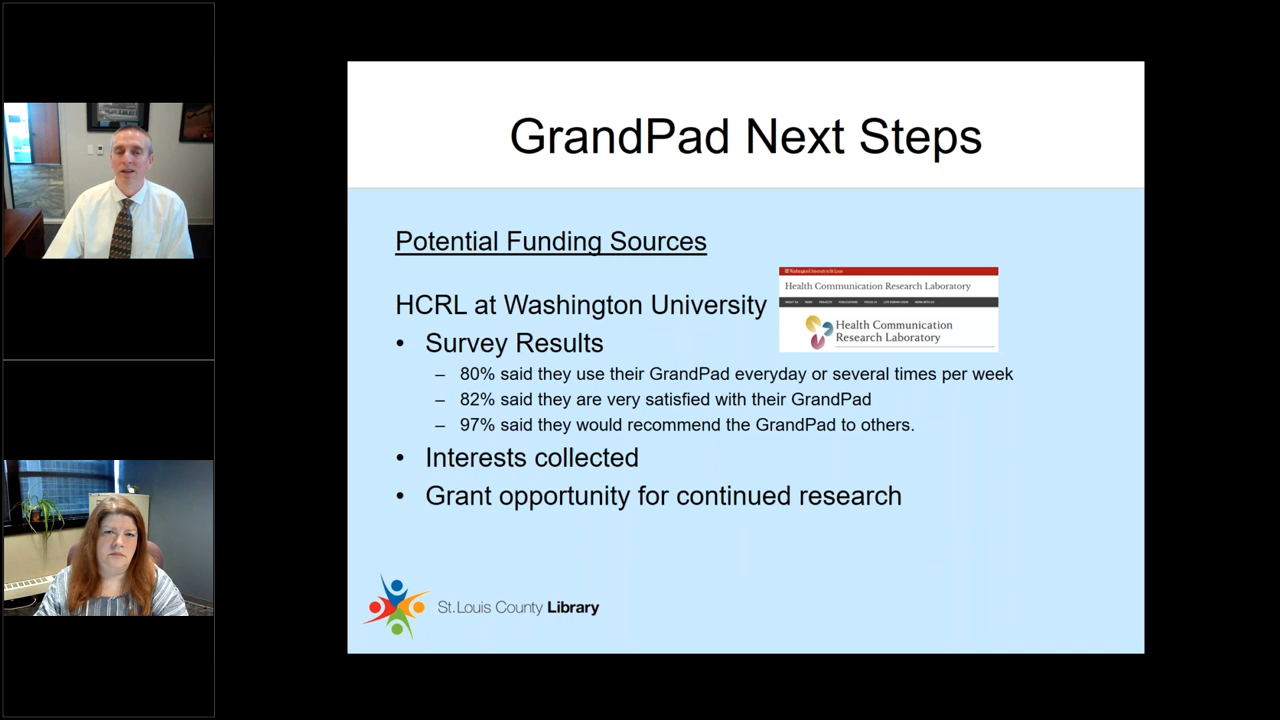 GrandPad Next Steps
Potential Funding Sources
HCRL at Washington University
• Survey Results
– 80% said they use their GrandPad everyday or several times per week
– 82% said they are very satisfied with their GrandPad
– 97% said they would recommend the GrandPad to others.
• Interests collected
• Grant opportunity for continued research
Washington University in St. Louis
Health Communication Research Laboratory
Health Communication
Research Laboratory
St. Louis County Library